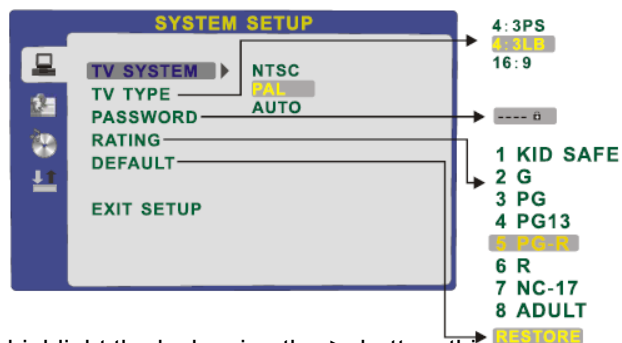 SYSTEM SETUP
TV SYSTEM
NTSC
PAL
AUTO
TV TYPE
PASSWORD
RATING
DEFAULT
EXIT SETUP
4:3PS
4:3LB
16:9
----
1 KID SAFE
2 G
3 PG
4 PG13
5 PG-R
6 R
7 NC-17
8 ADULT
RESTORE